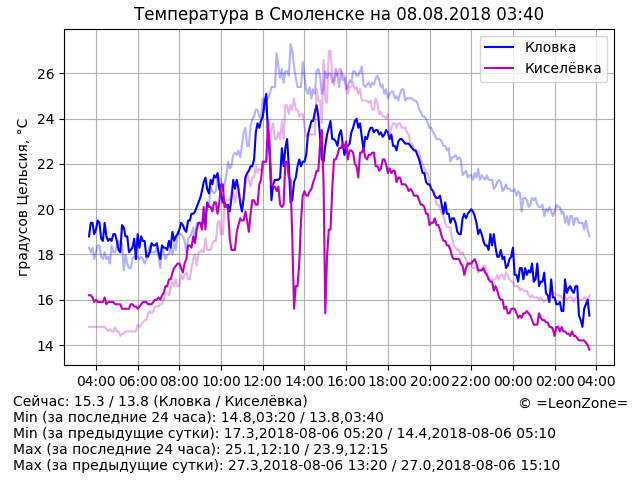 Температура в Смоленске на 08.08.2018 03:40
Кловка
Киселёвка
градусов Цельсия, °C
26
24
22
20
18
16
14
04:00 06:00 08:00 10:00 12:00 14:00 16:00 18:00 20:00 22:00 00:00 02:00 04:00
Сейчас: 15.3 / 13.8 (Кловка / Киселёвка)
© =LeonZone=
Min (за последние 24 часа): 14.8,03:20 / 13.8,03:40
Min (за предыдущие сутки): 17.3,2018-08-06 05:20 / 14.4,2018-08-06 05:10
Max (за последние 24 часа): 25.1,12:10 / 23.9,12:15
Max (за предыдущие сутки): 27.3,2018-08-06 13:20 / 27.0,2018-08-06 15:10